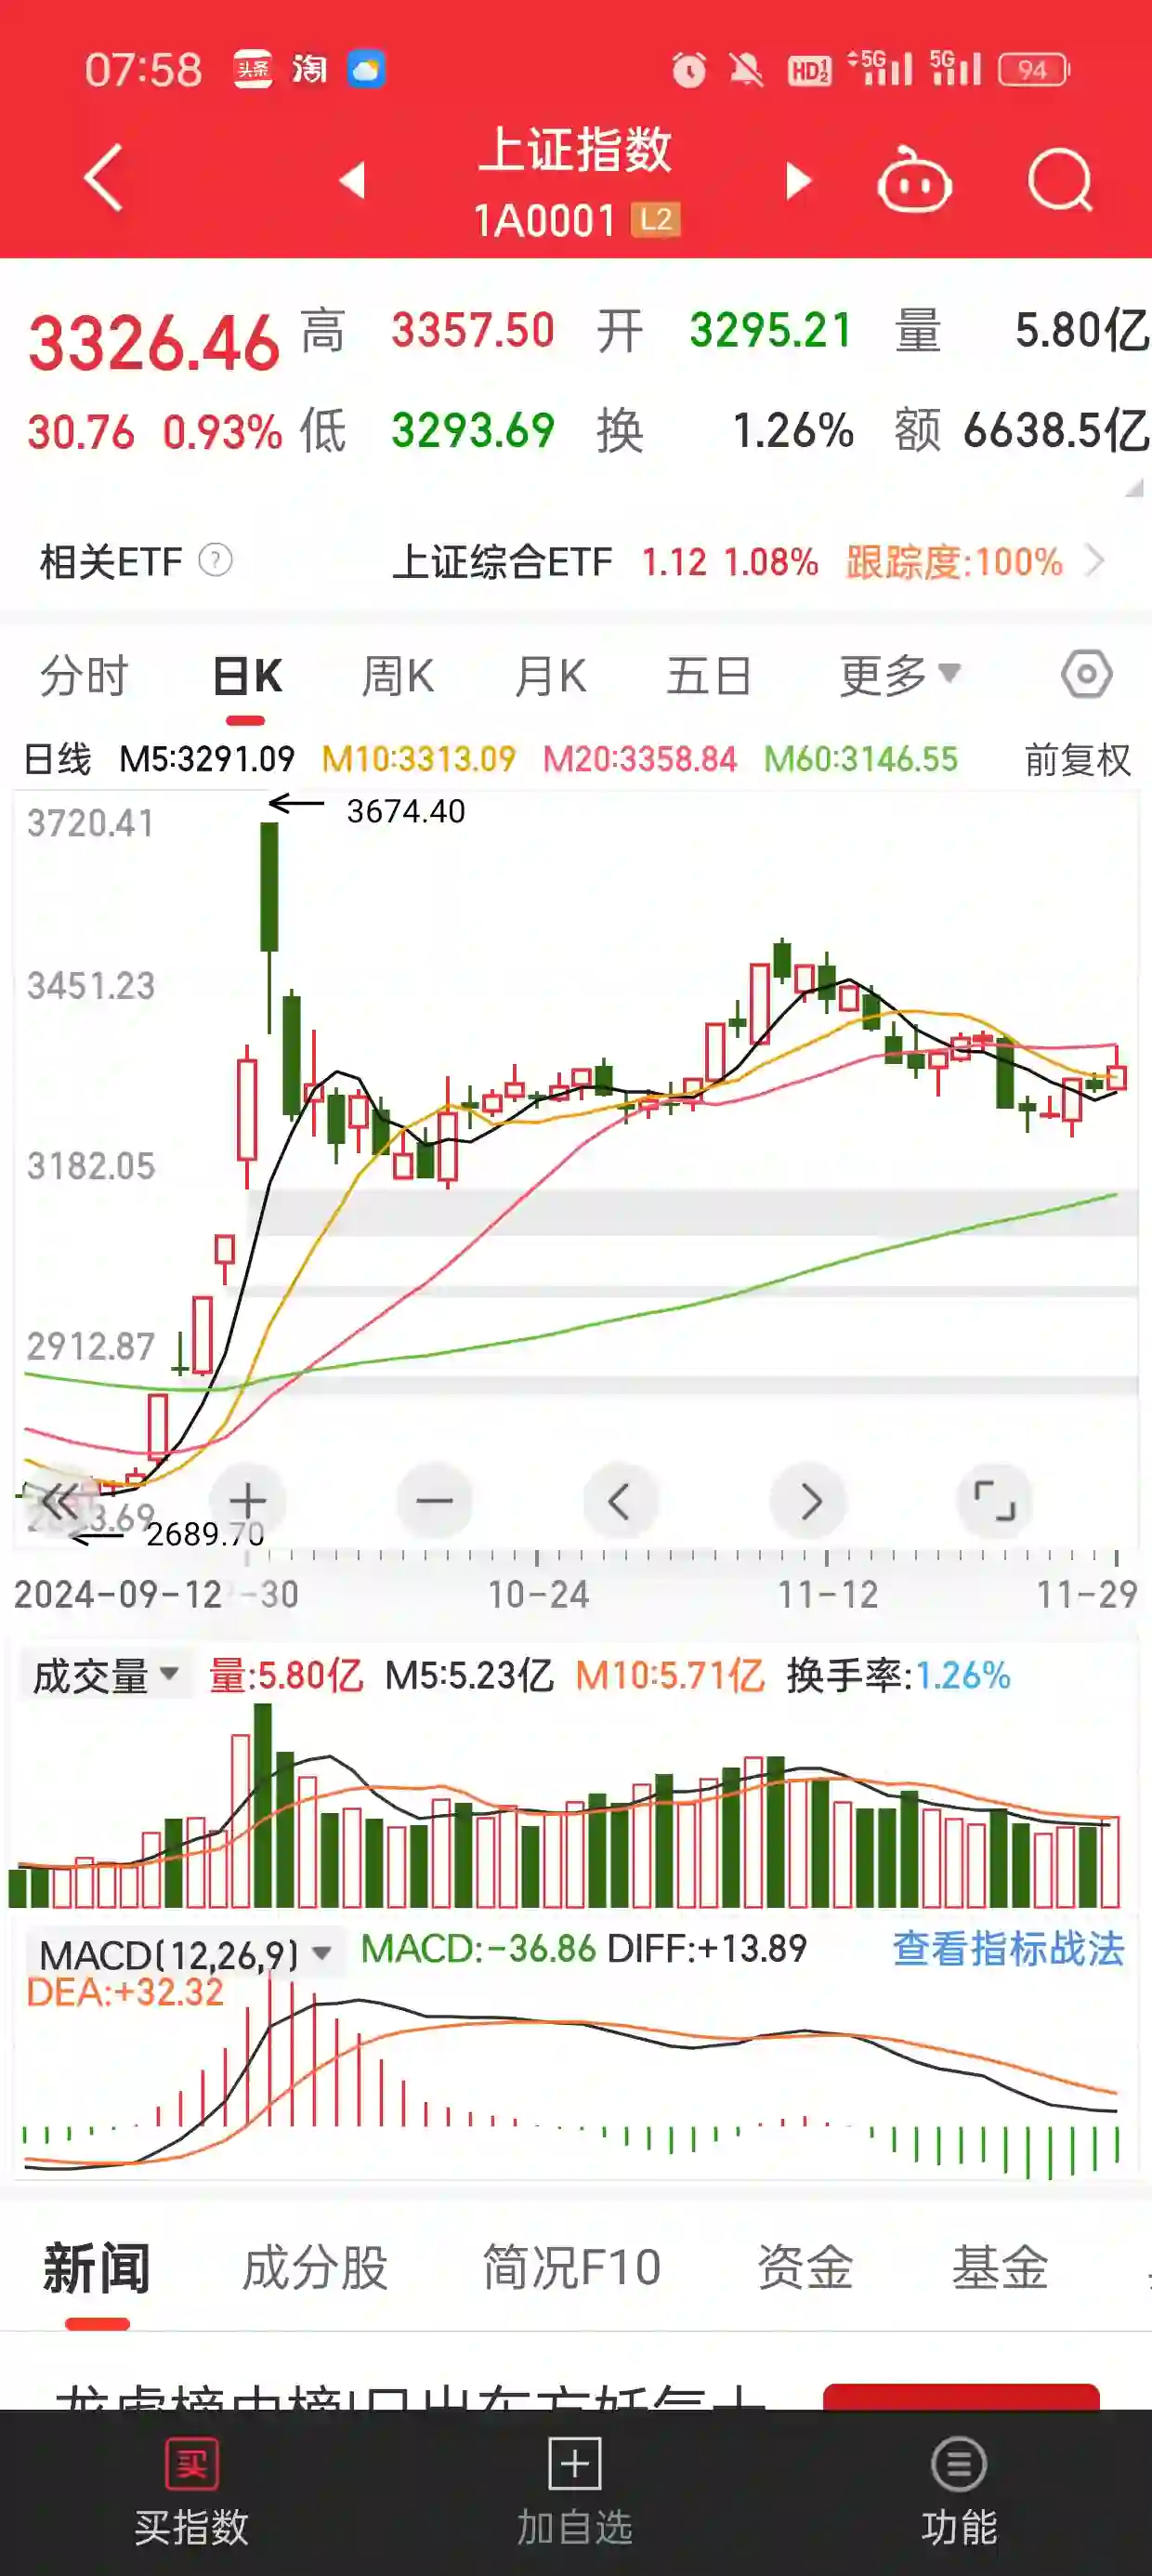 07:58 头条 淘 HD 5G 5G 94
上证指数
1A0001 L2
3326.46 高 3357.50 开 3295.21 量 5.80亿
30.76 0.93% 低 3293.69 换 1.26% 额 6638.5亿
相关ETF ? 上证综合ETF 1.12 1.08% 跟踪度:100%
分时 日K 周K 月K 五日 更多
日线 M5:3291.09 M10:3313.09 M20:3358.84 M60:3146.55 前复权
3674.40
3720.41
3451.23
3182.05
2912.87
2689.70
2024-09-12 -30 10-24 11-12 11-29
成交量 量:5.80亿 M5:5.23亿 M10:5.71亿 换手率:1.26%
MACD(12,26,9) MACD:-36.86 DIFF:+13.89 查看指标战法
DEA:+32.32
新闻 成分股 简况F10 资金 基金
买
买指数 加自选 功能